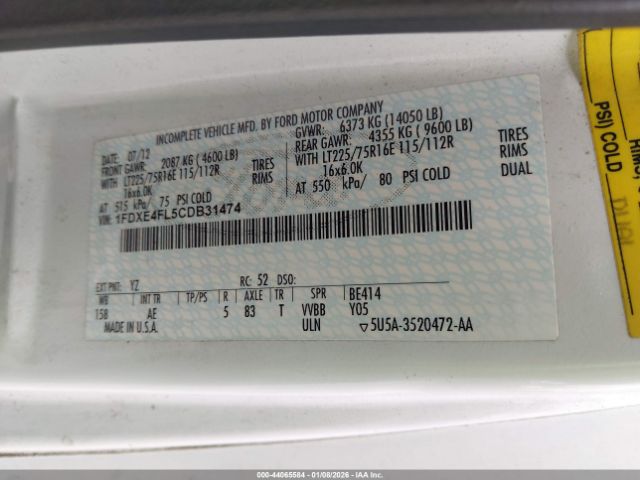 INCOMPLETE VEHICLE MFD. BY FORD MOTOR COMPANY
DATE: 07/12
GVWR: 6373 KG (14050 LB)
FRONT GAWR: 2087 KG ( 4600 LB)
REAR GAWR: 4355 KG ( 9600 LB)
WITH LT225/75R16E 115/112R TIRES
WITH LT225/75R16E 115/112R TIRES
16x6.0K RIMS
16x6.0K RIMS
AT 515 kPa/ 75 PSI COLD
AT 550 kPa/ 80 PSI COLD DUAL
VIN: 1FDXE4FL5CDB31474
EXT PNT: YZ RC: 52 DSO:
WB INT TR TP/PS R AXLE TR SPR BE414
158 AE 5 83 T VVBB Y05
MADE IN U.S.A. ULN ▽5U5A-3520472-AA
PSI) COLD
DUAL
000-44065584 | 01/08/2026 - IAA Inc.